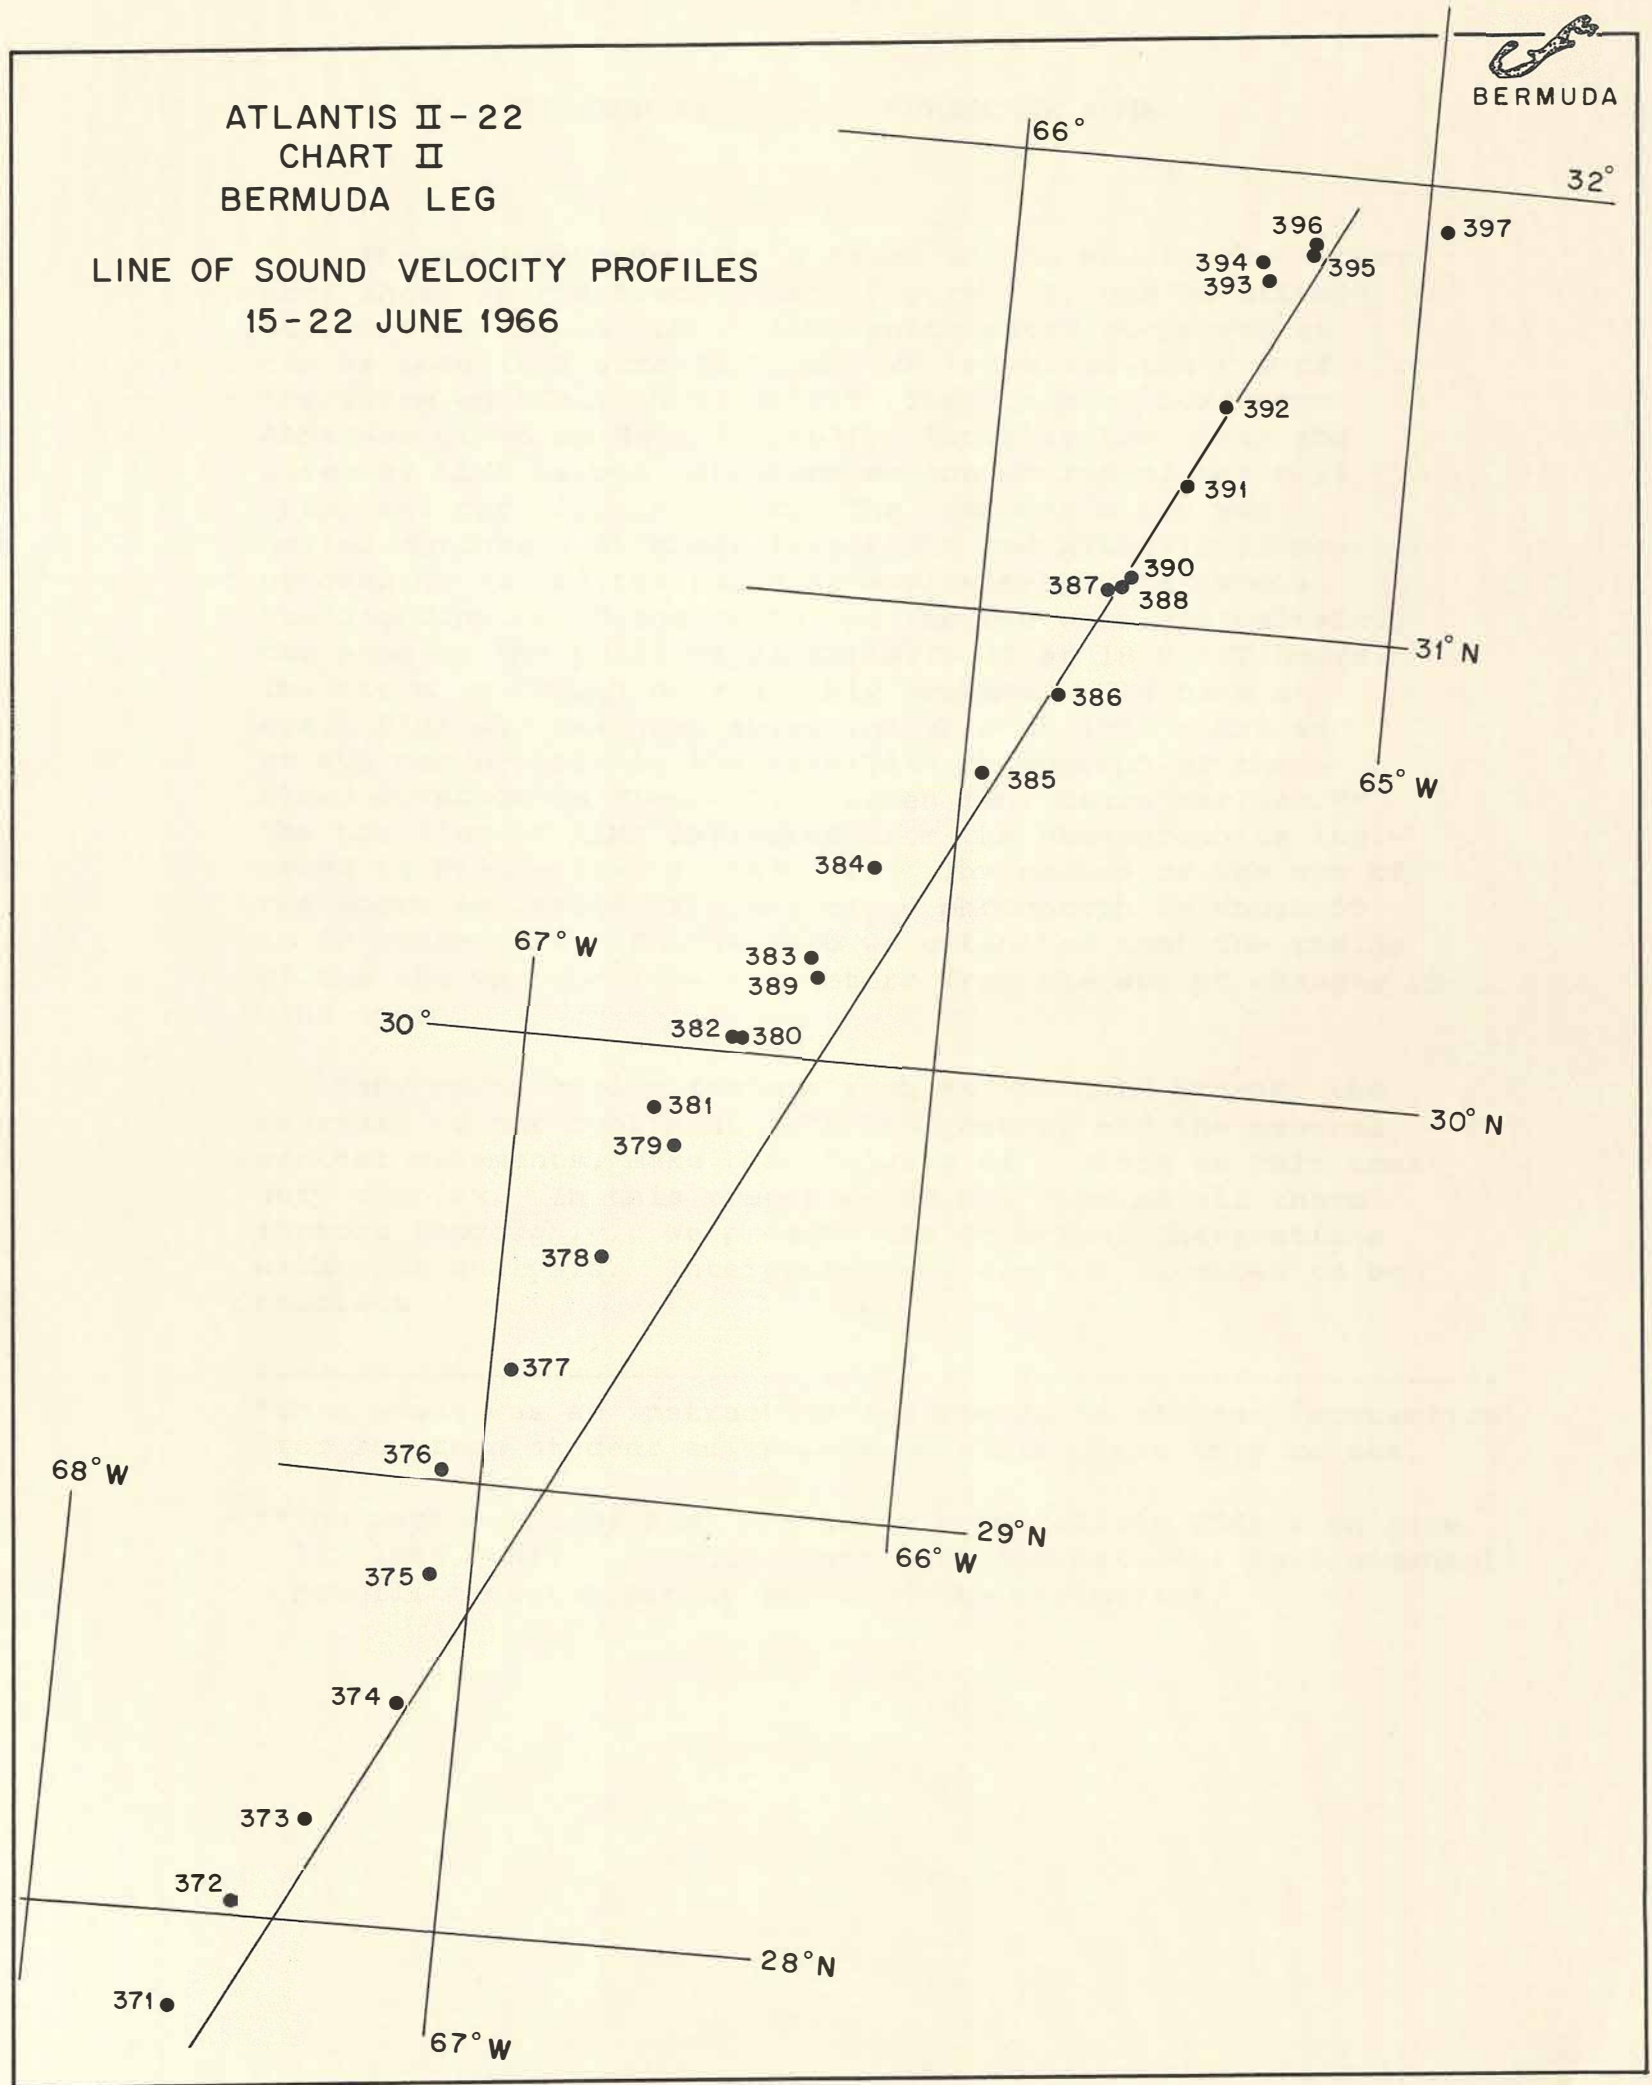 BERMUDA
ATLANTIS II-22
CHART II
BERMUDA LEG
LINE OF SOUND VELOCITY PROFILES
15-22 JUNE 1966
66°
32°
397
396
395
394
393
392
391
390
387
388
31° N
386
385
65° W
384
67° W
383
389
30°
382
380
381
30° N
379
378
377
376
68° W
29° N
66° W
375
374
373
372
28° N
371
67° W